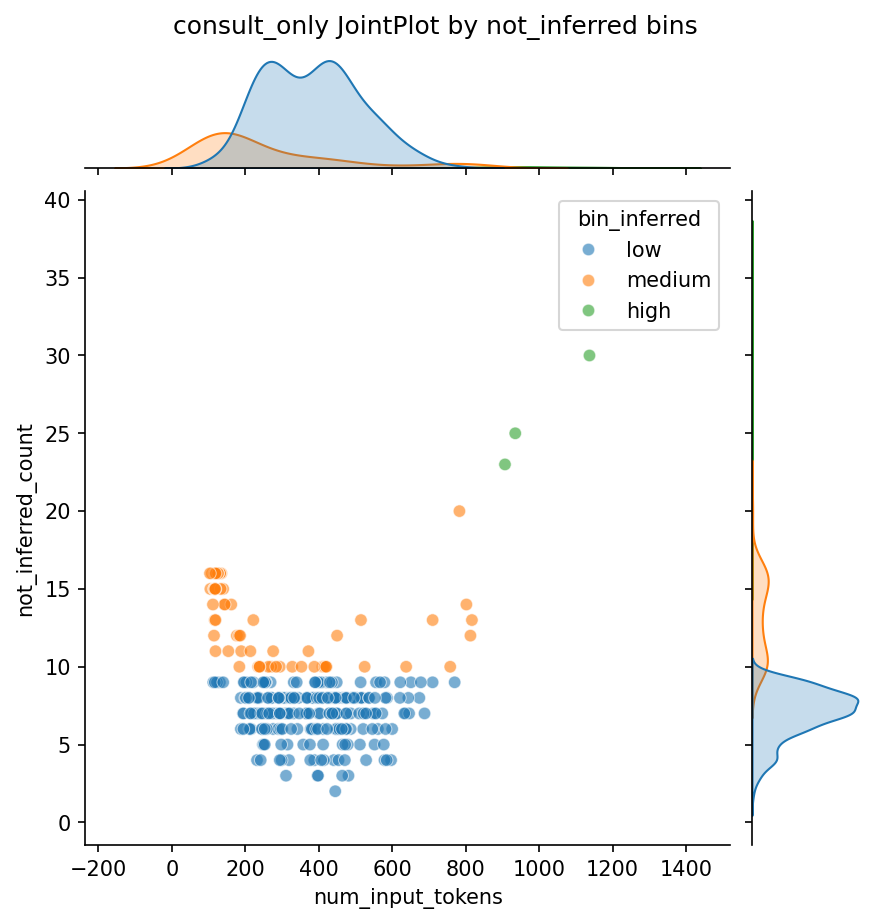 consult_only JointPlot by not_inferred bins
bin_inferred
low
medium
high
40
35
30
25
20
15
10
5
0
not_inferred_count
−200
0
200
400
600
800
1000
1200
1400
num_input_tokens